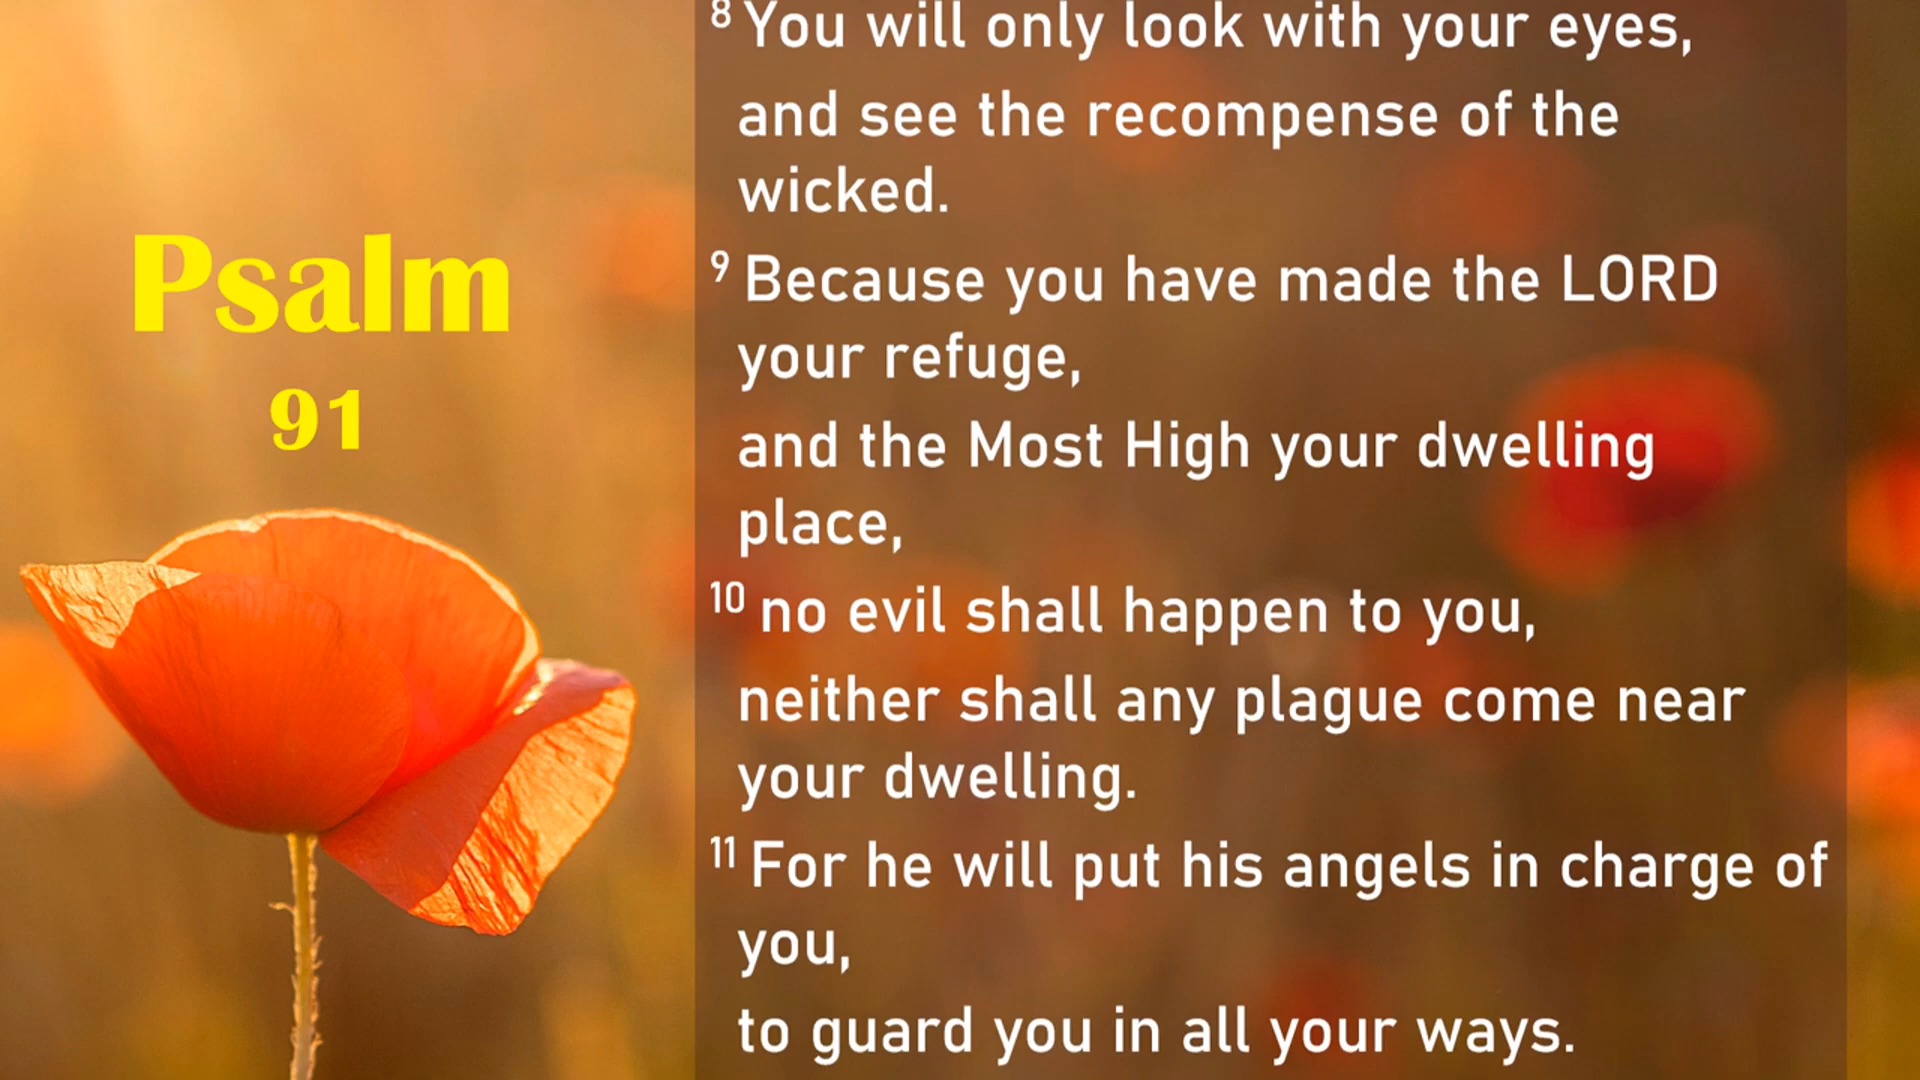 Psalm
91
8 You will only look with your eyes,
and see the recompense of the
wicked.
9 Because you have made the LORD
your refuge,
and the Most High your dwelling
place,
10 no evil shall happen to you,
neither shall any plague come near
your dwelling.
11 For he will put his angels in charge of
you,
to guard you in all your ways.